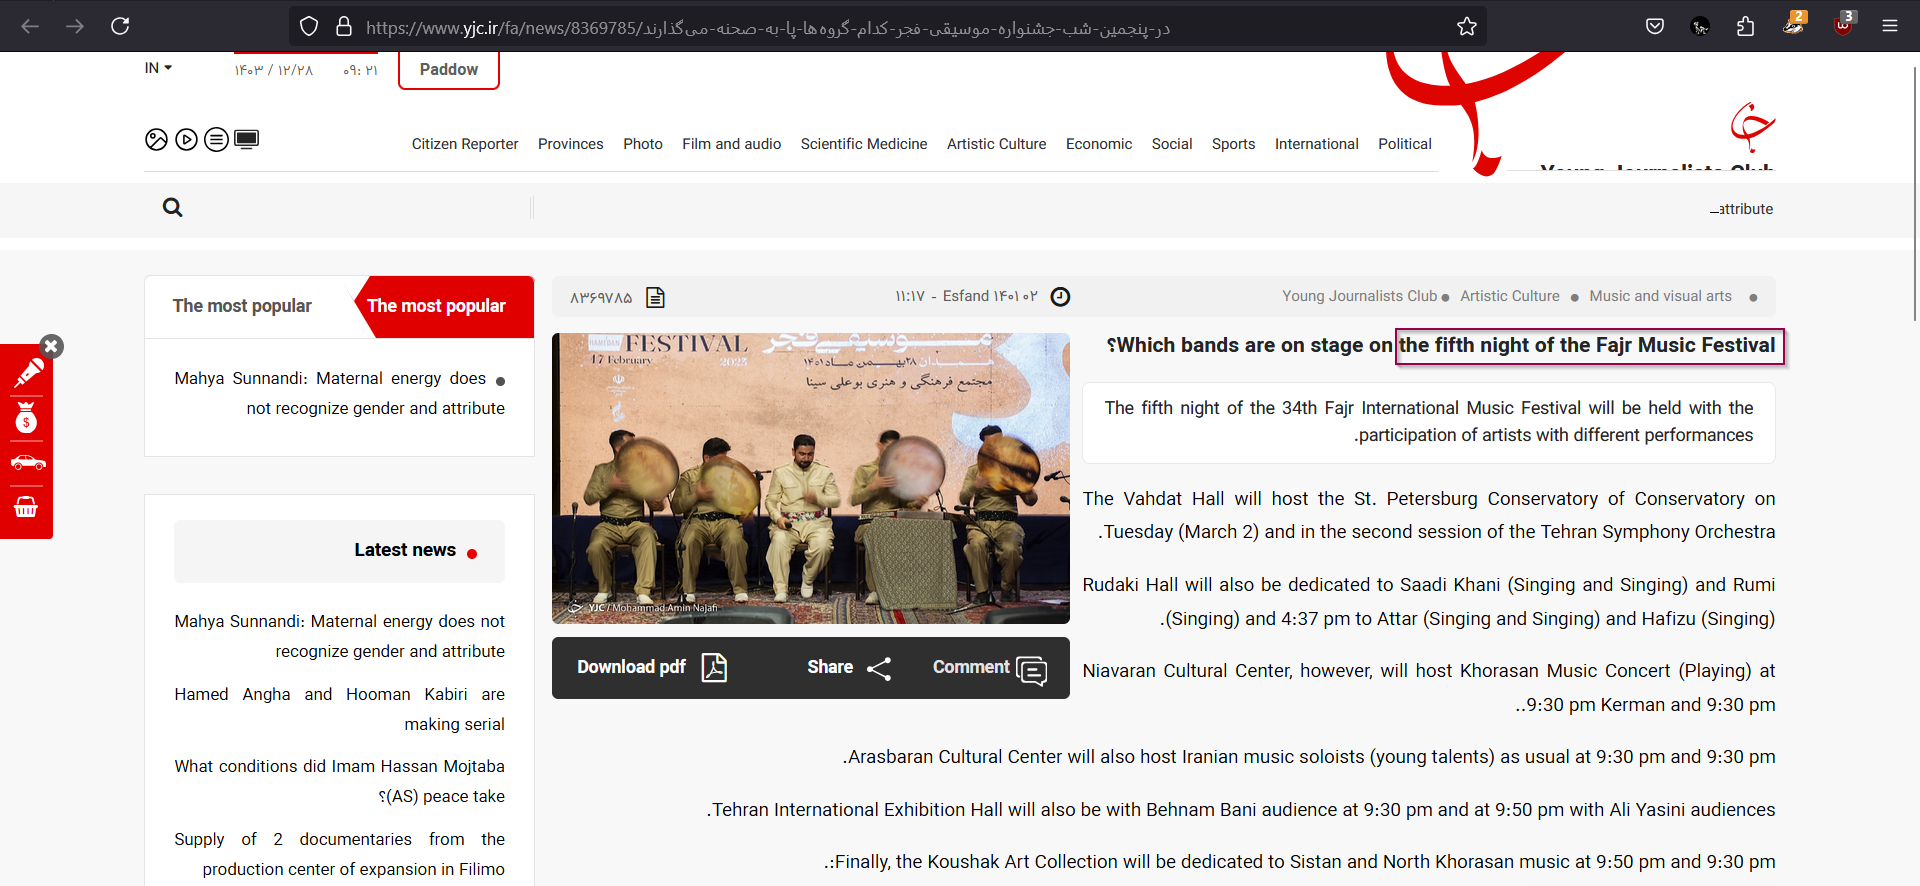 https://www.yjc.ir/fa/news/8369785/در-پنجمین-شب-جشنواره-موسیقی-فجر-کدام-گروه‌ها-پا-به-صحنه-می‌گذارند
2
3
IN
۱۴۰۳ / ۱۲/۲۸
۰۹: ۲۱
Paddow
Citizen Reporter Provinces Photo Film and audio Scientific Medicine Artistic Culture Economic Social Sports International Political
Young Journalists Club
attribute
The most popular
The most popular
Mahya Sunnandi: Maternal energy does
not recognize gender and attribute
Latest news
Mahya Sunnandi: Maternal energy does not
recognize gender and attribute
Hamed Angha and Hooman Kabiri are
making serial
What conditions did Imam Hassan Mojtaba
؟(AS) peace take
Supply of 2 documentaries from the
production center of expansion in Filimo
۸۳۶۹۷۸۵
۱۱:۱۷ - Esfand ۱۴۰۱ ۰۲
Young Journalists Club Artistic Culture Music and visual arts
FESTIVAL
موسیقی فجر
HAMEDAN
17 February 2023
همدان ۲۸ بهمن ماه ۱۴۰۱
مجتمع فرهنگی و هنری بوعلی سینا
YJC / Mohammad Amin Najafi
Download pdf Share Comment
؟Which bands are on stage on the fifth night of the Fajr Music Festival
The fifth night of the 34th Fajr International Music Festival will be held with the
.participation of artists with different performances
The Vahdat Hall will host the St. Petersburg Conservatory of Conservatory on
.Tuesday (March 2) and in the second session of the Tehran Symphony Orchestra
Rudaki Hall will also be dedicated to Saadi Khani (Singing and Singing) and Rumi
.(Singing) and 4:37 pm to Attar (Singing and Singing) and Hafizu (Singing)
Niavaran Cultural Center, however, will host Khorasan Music Concert (Playing) at
..9:30 pm Kerman and 9:30 pm
.Arasbaran Cultural Center will also host Iranian music soloists (young talents) as usual at 9:30 pm and 9:30 pm
.Tehran International Exhibition Hall will also be with Behnam Bani audience at 9:30 pm and at 9:50 pm with Ali Yasini audiences
.:Finally, the Koushak Art Collection will be dedicated to Sistan and North Khorasan music at 9:50 pm and 9:30 pm